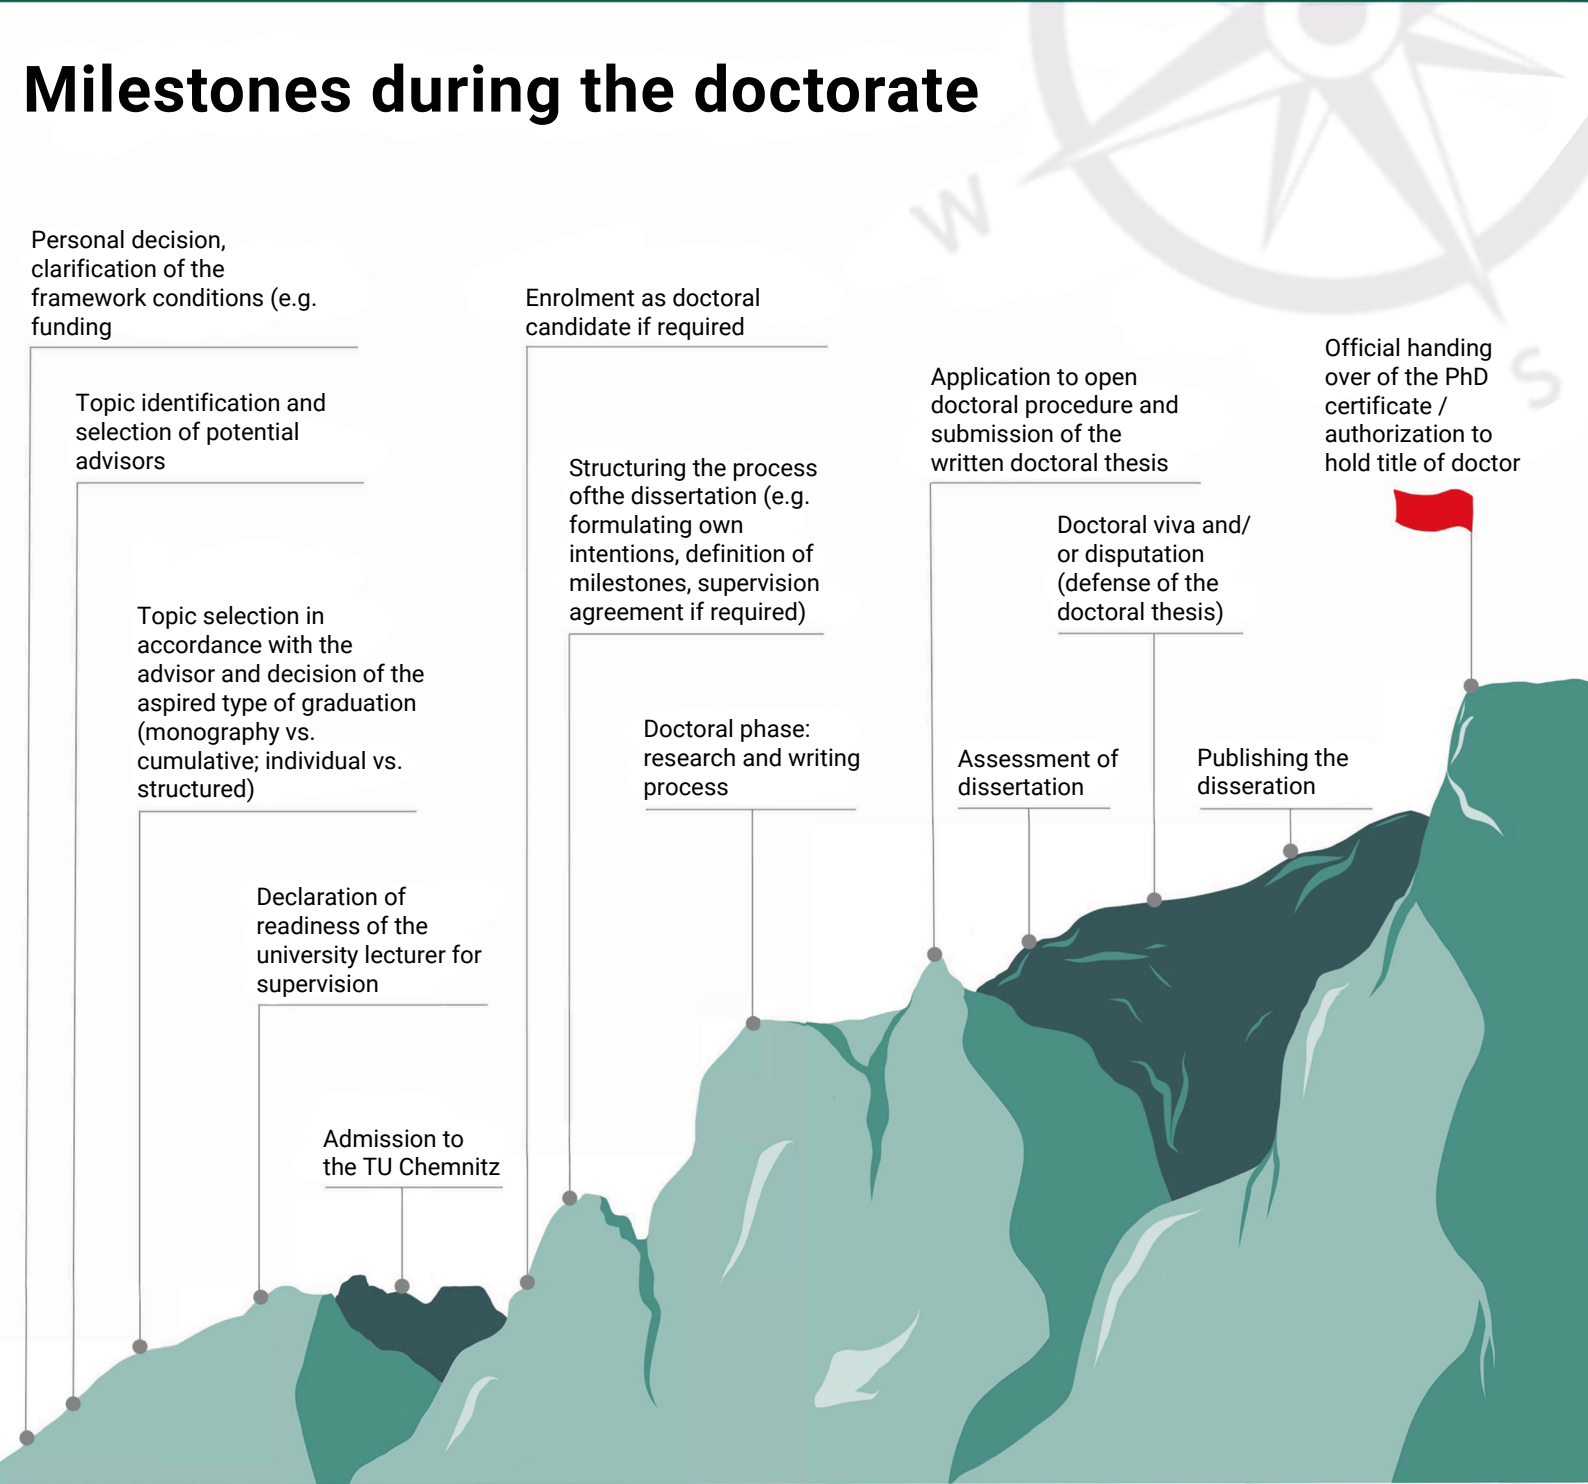 Milestones during the doctorate
W
S
Personal decision,
clarification of the
framework conditions (e.g.
funding
Topic identification and
selection of potential
advisors
Topic selection in
accordance with the
advisor and decision of the
aspired type of graduation
(monography vs.
cumulative; individual vs.
structured)
Declaration of
readiness of the
university lecturer for
supervision
Admission to
the TU Chemnitz
Enrolment as doctoral
candidate if required
Structuring the process
ofthe dissertation (e.g.
formulating own
intentions, definition of
milestones, supervision
agreement if required)
Doctoral phase:
research and writing
process
Application to open
doctoral procedure and
submission of the
written doctoral thesis
Assessment of
dissertation
Doctoral viva and/
or disputation
(defense of the
doctoral thesis)
Publishing the
disseration
Official handing
over of the PhD
certificate /
authorization to
hold title of doctor